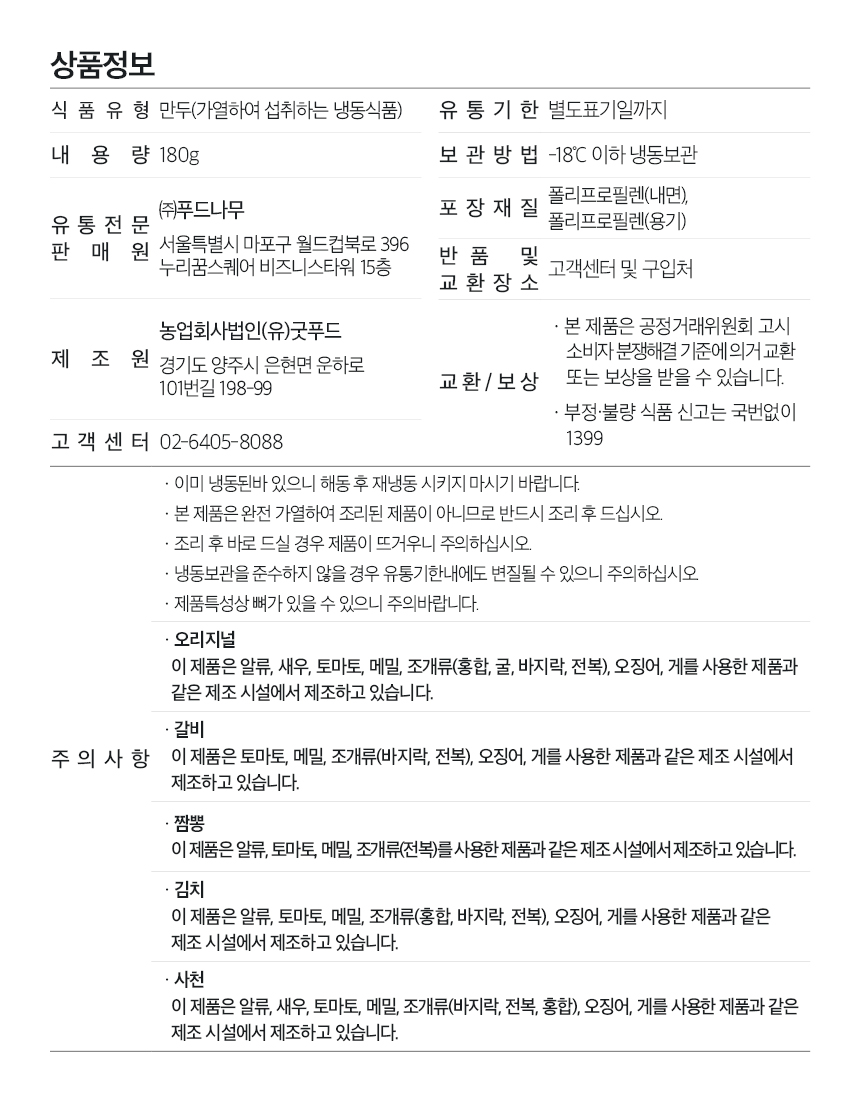 상품정보
식품유형 만두(가열하여 섭취하는 냉동식품)
내용량 180g
유통전문
판매원
㈜푸드나무
서울특별시 마포구 월드컵북로 396
누리꿈스퀘어 비즈니스타워 15층
제조원
농업회사법인(유)굿푸드
경기도 양주시 은현면 운하로
101번길 198-99
고객센터 02-6405-8088
유통기한 별도표기일까지
보관방법 -18℃ 이하 냉동보관
포장재질
폴리프로필렌(내면),
폴리프로필렌(용기)
반품 및
교환장소
고객센터 및 구입처
교환/보상
· 본 제품은 공정거래위원회 고시
소비자 분쟁해결 기준에 의거 교환
또는 보상을 받을 수 있습니다.
· 부정·불량 식품 신고는 국번없이
1399
주의사항
· 이미 냉동된바 있으니 해동 후 재냉동 시키지 마시기 바랍니다.
· 본 제품은 완전 가열하여 조리된 제품이 아니므로 반드시 조리 후 드십시오.
· 조리 후 바로 드실 경우 제품이 뜨거우니 주의하십시오.
· 냉동보관을 준수하지 않을 경우 유통기한내에도 변질될 수 있으니 주의하십시오.
· 제품특성상 뼈가 있을 수 있으니 주의바랍니다.
· 오리지널
이 제품은 알류, 새우, 토마토, 메밀, 조개류(홍합, 굴, 바지락, 전복), 오징어, 게를 사용한 제품과
같은 제조 시설에서 제조하고 있습니다.
· 갈비
이 제품은 토마토, 메밀, 조개류(바지락, 전복), 오징어, 게를 사용한 제품과 같은 제조 시설에서
제조하고 있습니다.
· 짬뽕
이 제품은 알류, 토마토, 메밀, 조개류(전복)를 사용한 제품과 같은 제조 시설에서 제조하고 있습니다.
· 김치
이 제품은 알류, 토마토, 메밀, 조개류(홍합, 바지락, 전복), 오징어, 게를 사용한 제품과 같은
제조 시설에서 제조하고 있습니다.
· 사천
이 제품은 알류, 새우, 토마토, 메밀, 조개류(바지락, 전복, 홍합), 오징어, 게를 사용한 제품과 같은
제조 시설에서 제조하고 있습니다.